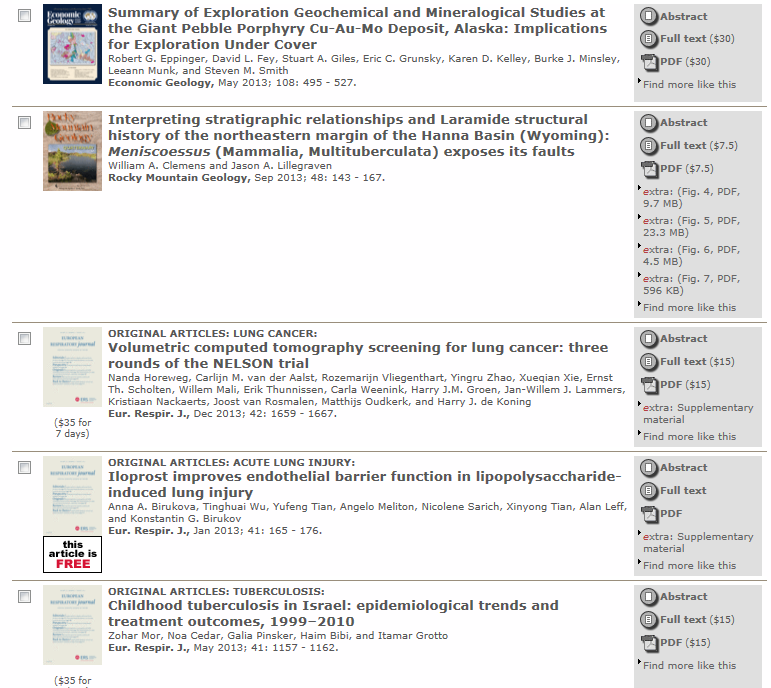 Economic Geology
Summary of Exploration Geochemical and Mineralogical Studies at
the Giant Pebble Porphyry Cu-Au-Mo Deposit, Alaska: Implications
for Exploration Under Cover
Robert G. Eppinger, David L. Fey, Stuart A. Giles, Eric C. Grunsky, Karen D. Kelley, Burke J. Minsley,
Leeann Munk, and Steven M. Smith
Economic Geology, May 2013; 108: 495 - 527.
Abstract
Full text ($30)
PDF ($30)
Find more like this
Rocky Mountain Geology
Interpreting stratigraphic relationships and Laramide structural
history of the northeastern margin of the Hanna Basin (Wyoming):
Meniscoessus (Mammalia, Multituberculata) exposes its faults
William A. Clemens and Jason A. Lillegraven
Rocky Mountain Geology, Sep 2013; 48: 143 - 167.
Abstract
Full text ($7.5)
PDF ($7.5)
extra: (Fig. 4, PDF,
9.7 MB)
extra: (Fig. 5, PDF,
23.3 MB)
extra: (Fig. 6, PDF,
4.5 MB)
extra: (Fig. 7, PDF,
596 KB)
Find more like this
EUROPEAN
RESPIRATORY journal
($35 for
7 days)
ORIGINAL ARTICLES: LUNG CANCER:
Volumetric computed tomography screening for lung cancer: three
rounds of the NELSON trial
Nanda Horeweg, Carlijn M. van der Aalst, Rozemarijn Vliegenthart, Yingru Zhao, Xueqian Xie, Ernst
Th. Scholten, Willem Mali, Erik Thunnissen, Carla Weenink, Harry J.M. Groen, Jan-Willem J. Lammers,
Kristiaan Nackaerts, Joost van Rosmalen, Matthijs Oudkerk, and Harry J. de Koning
Eur. Respir. J., Dec 2013; 42: 1659 - 1667.
Abstract
Full text ($15)
PDF ($15)
extra: Supplementary
material
Find more like this
EUROPEAN
RESPIRATORY journal
this
article is
FREE
ORIGINAL ARTICLES: ACUTE LUNG INJURY:
Iloprost improves endothelial barrier function in lipopolysaccharide-
induced lung injury
Anna A. Birukova, Tinghuai Wu, Yufeng Tian, Angelo Meliton, Nicolene Sarich, Xinyong Tian, Alan Leff,
and Konstantin G. Birukov
Eur. Respir. J., Jan 2013; 41: 165 - 176.
Abstract
Full text
PDF
extra: Supplementary
material
Find more like this
EUROPEAN
RESPIRATORY journal
($35 for
ORIGINAL ARTICLES: TUBERCULOSIS:
Childhood tuberculosis in Israel: epidemiological trends and
treatment outcomes, 1999–2010
Zohar Mor, Noa Cedar, Galia Pinsker, Haim Bibi, and Itamar Grotto
Eur. Respir. J., May 2013; 41: 1157 - 1162.
Abstract
Full text ($15)
PDF ($15)
Find more like this